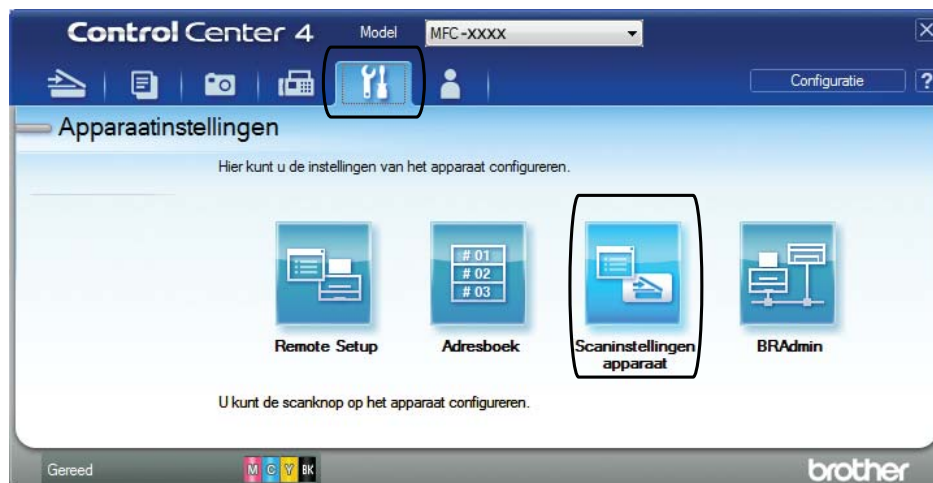 Control Center 4 Model MFC-XXXX
Configuratie ?
Apparaatinstellingen
Hier kunt u de instellingen van het apparaat configureren.
# 01
# 02
# 03
Remote Setup Adresboek Scaninstellingen apparaat BRAdmin
U kunt de scanknop op het apparaat configureren.
Gereed M C Y BK brother